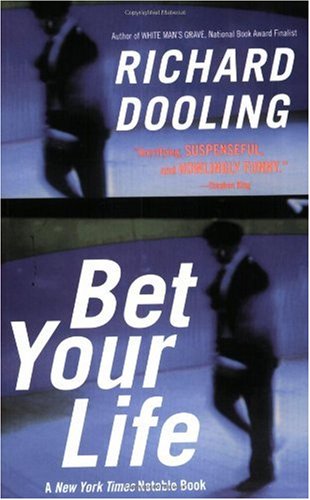 Author of WHITE MAN'S GRAVE, National Book Award Finalist
RICHARD
DOOLING
"Terrifying, SUSPENSEFUL,
and HOWLINGLY FUNNY."
—Stephen King
Bet
Your
Life
A New York Times Notable Book